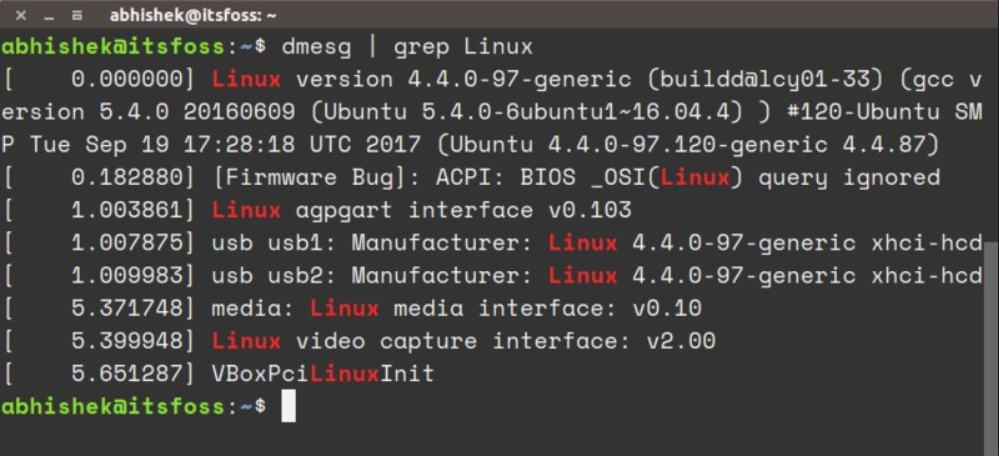 abhishek@itsfoss: ~
abhishek@itsfoss:~$ dmesg | grep Linux
[    0.000000] Linux version 4.4.0-97-generic (buildd@lcy01-33) (gcc v
ersion 5.4.0 20160609 (Ubuntu 5.4.0-6ubuntu1~16.04.4) ) #120-Ubuntu SM
P Tue Sep 19 17:28:18 UTC 2017 (Ubuntu 4.4.0-97.120-generic 4.4.87)
[    0.182880] [Firmware Bug]: ACPI: BIOS _OSI(Linux) query ignored
[    1.003861] Linux agpgart interface v0.103
[    1.007875] usb usb1: Manufacturer: Linux 4.4.0-97-generic xhci-hcd
[    1.009983] usb usb2: Manufacturer: Linux 4.4.0-97-generic xhci-hcd
[    5.371748] media: Linux media interface: v0.10
[    5.399948] Linux video capture interface: v2.00
[    5.651287] VBoxPciLinuxInit
abhishek@itsfoss:~$